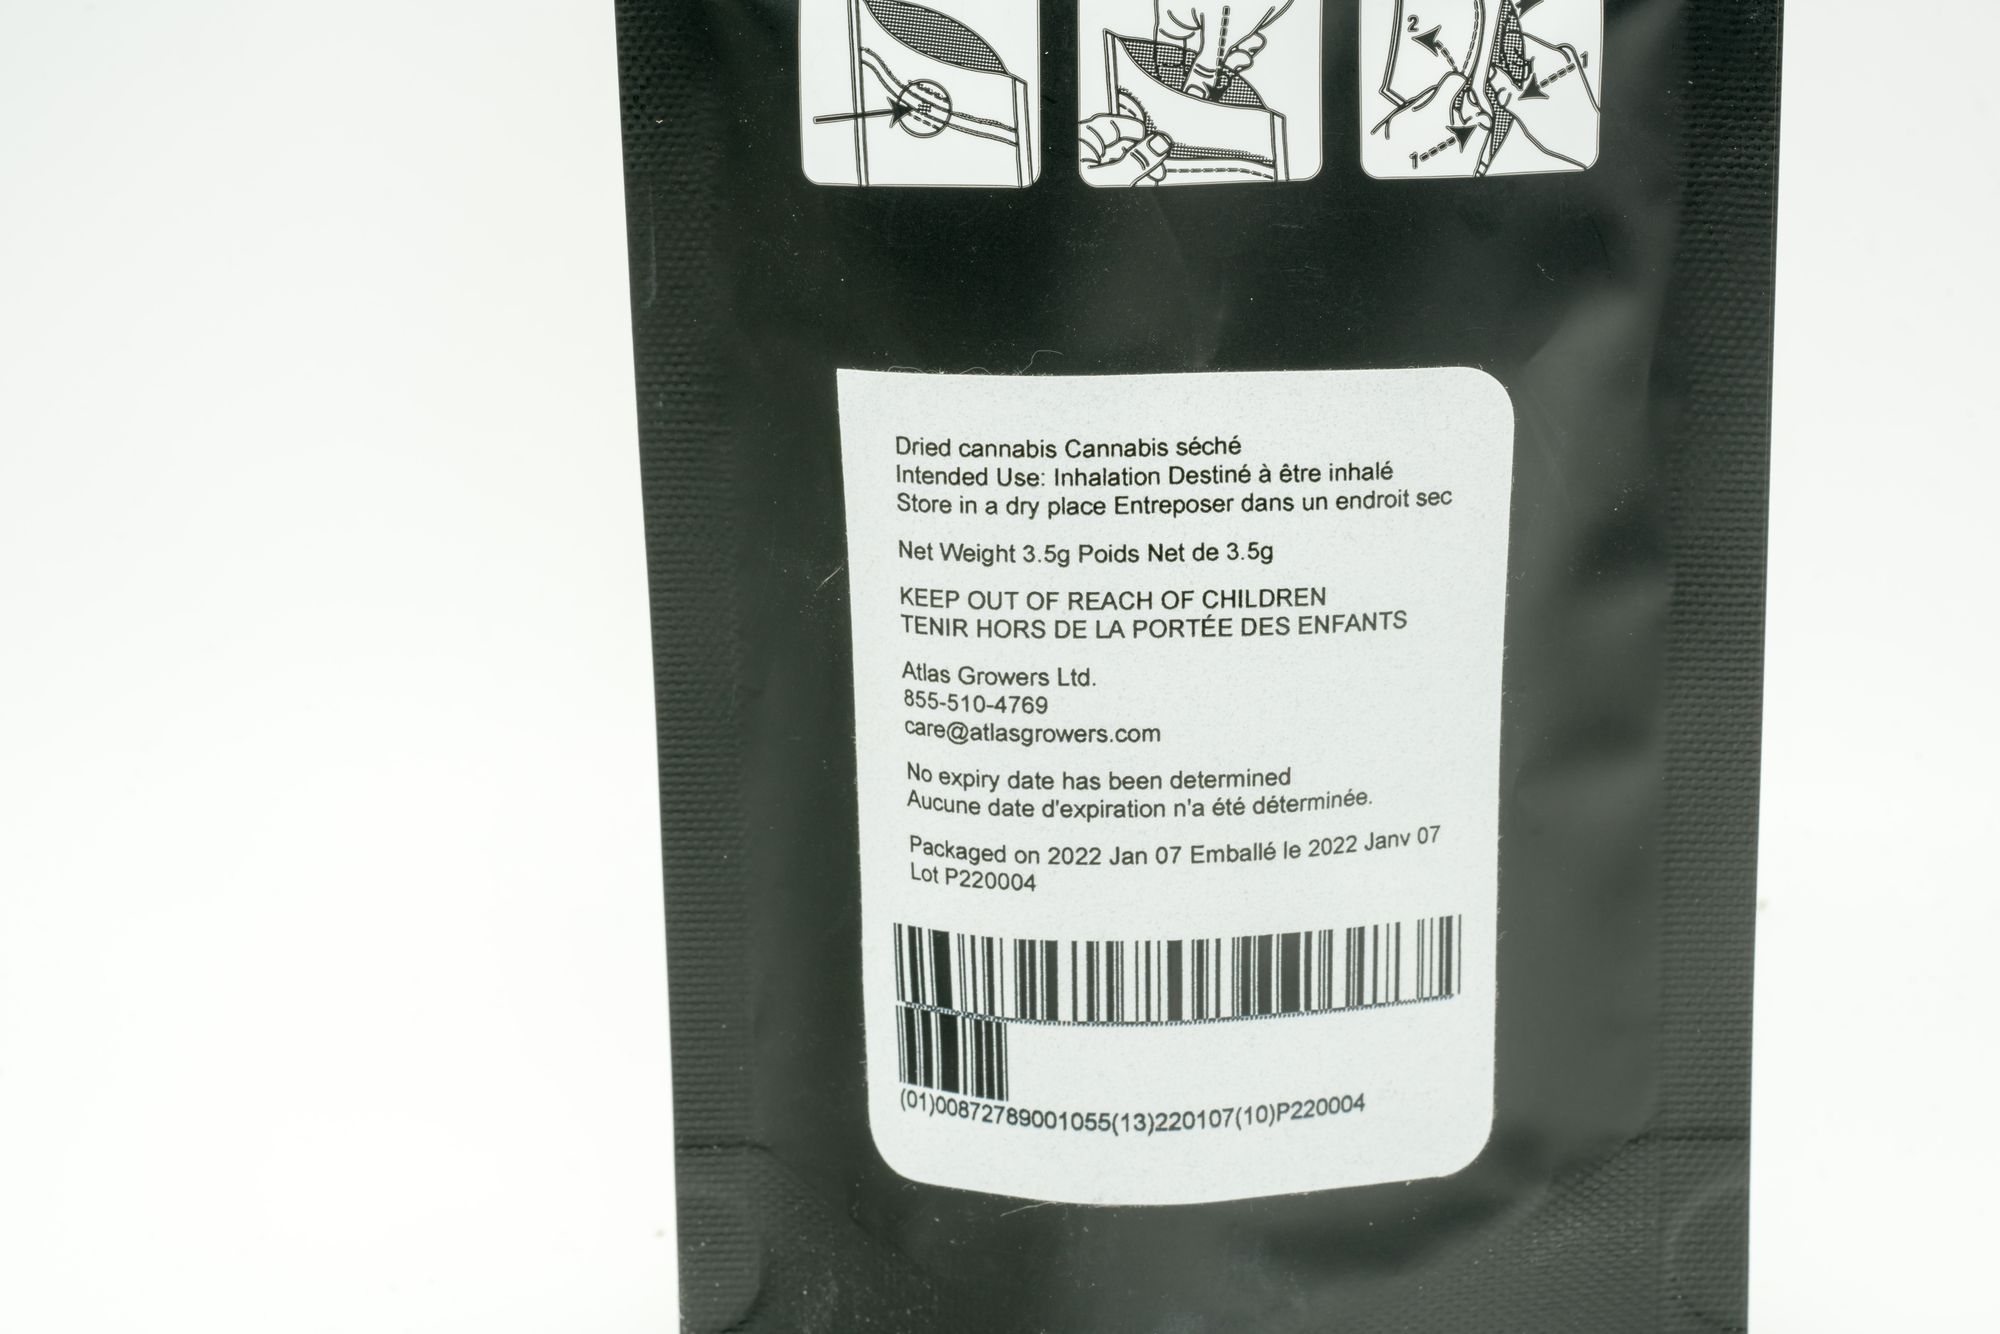 2
1
1
Dried cannabis Cannabis séché
Intended Use: Inhalation Destiné à être inhalé
Store in a dry place Entreposer dans un endroit sec
Net Weight 3.5g Poids Net de 3.5g
KEEP OUT OF REACH OF CHILDREN
TENIR HORS DE LA PORTÉE DES ENFANTS
Atlas Growers Ltd.
855-510-4769
care@atlasgrowers.com
No expiry date has been determined
Aucune date d'expiration n'a été déterminée.
Packaged on 2022 Jan 07 Emballé le 2022 Janv 07
Lot P220004
(01)00872789001055(13)220107(10)P220004